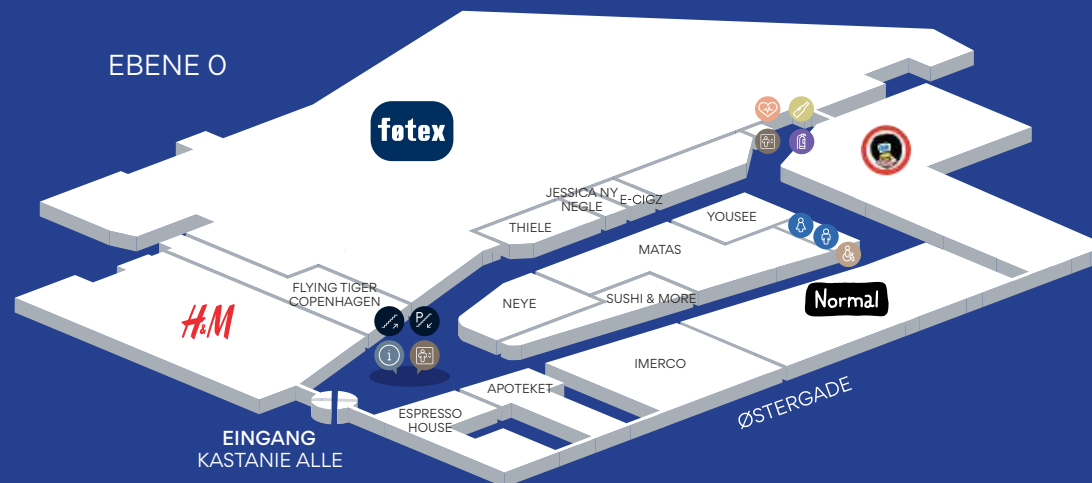 EBENE 0
føtex
JESSICA NY
NEGLE
E-CIGZ
THIELE
YOUSEE
MATAS
FLYING TIGER
COPENHAGEN
NEYE
SUSHI & MORE
Normal
H&M
P
i
IMERCO
APOTEKET
ØSTERGADE
ESPRESSO
HOUSE
EINGANG
KASTANIE ALLE